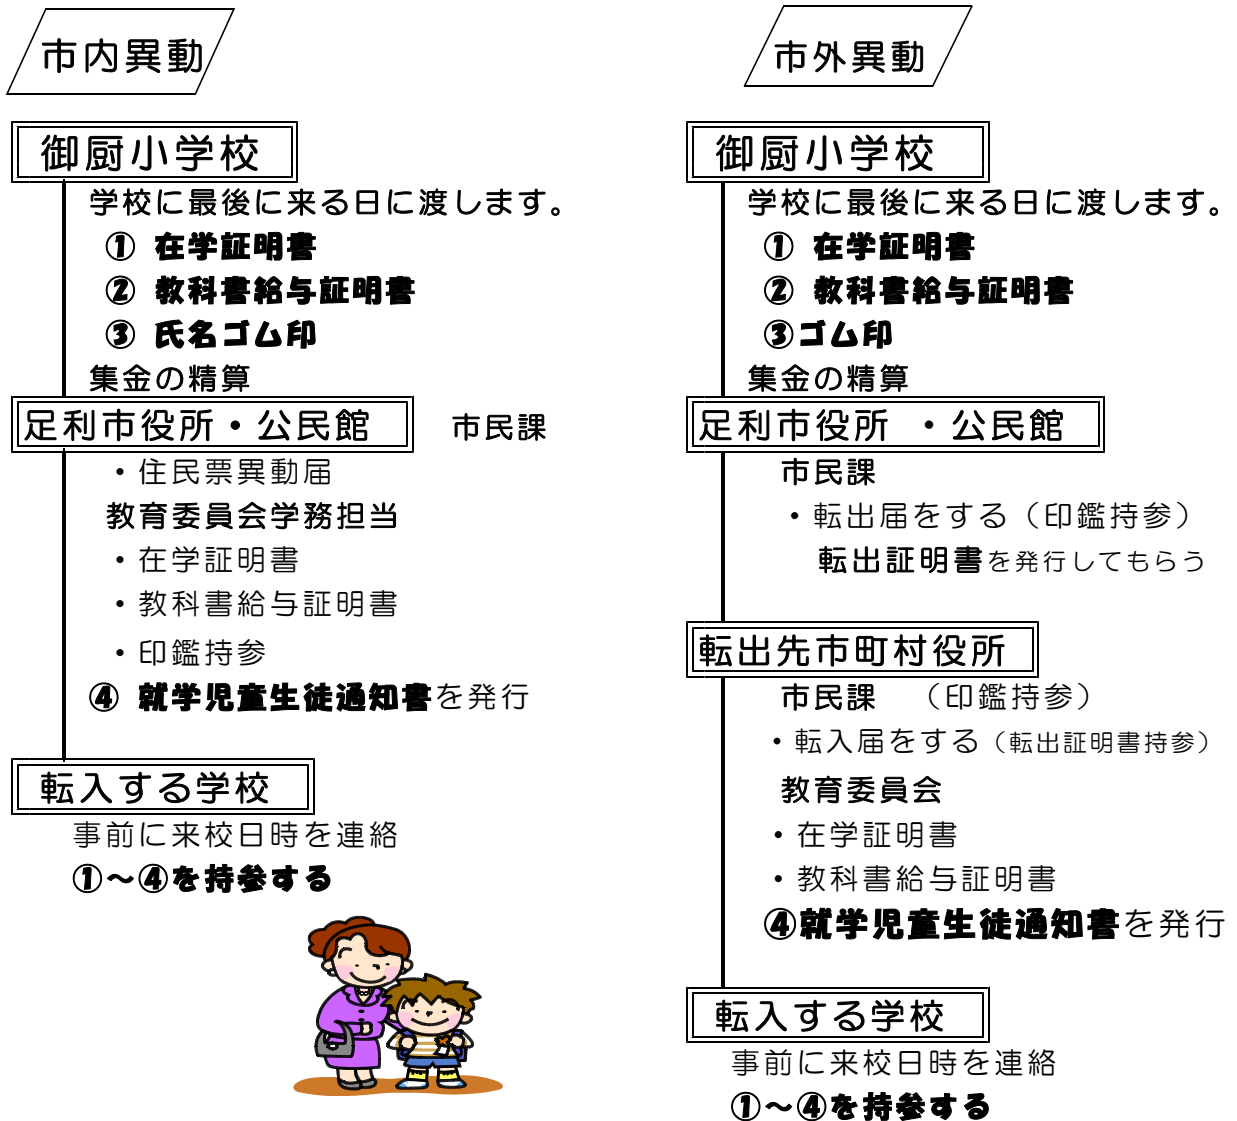 市内異動
御厨小学校
学校に最後に来る日に渡します。
① 在学証明書
② 教科書給与証明書
③ 氏名ゴム印
集金の精算
足利市役所・公民館 市民課
・住民票異動届
教育委員会学務担当
・在学証明書
・教科書給与証明書
・印鑑持参
④ 就学児童生徒通知書を発行
転入する学校
事前に来校日時を連絡
①～④を持参する
市外異動
御厨小学校
学校に最後に来る日に渡します。
① 在学証明書
② 教科書給与証明書
③ゴム印
集金の精算
足利市役所 ・公民館
市民課
・転出届をする（印鑑持参）
転出証明書を発行してもらう
転出先市町村役所
市民課 （印鑑持参）
・転入届をする（転出証明書持参）
教育委員会
・在学証明書
・教科書給与証明書
④就学児童生徒通知書を発行
転入する学校
事前に来校日時を連絡
①～④を持参する